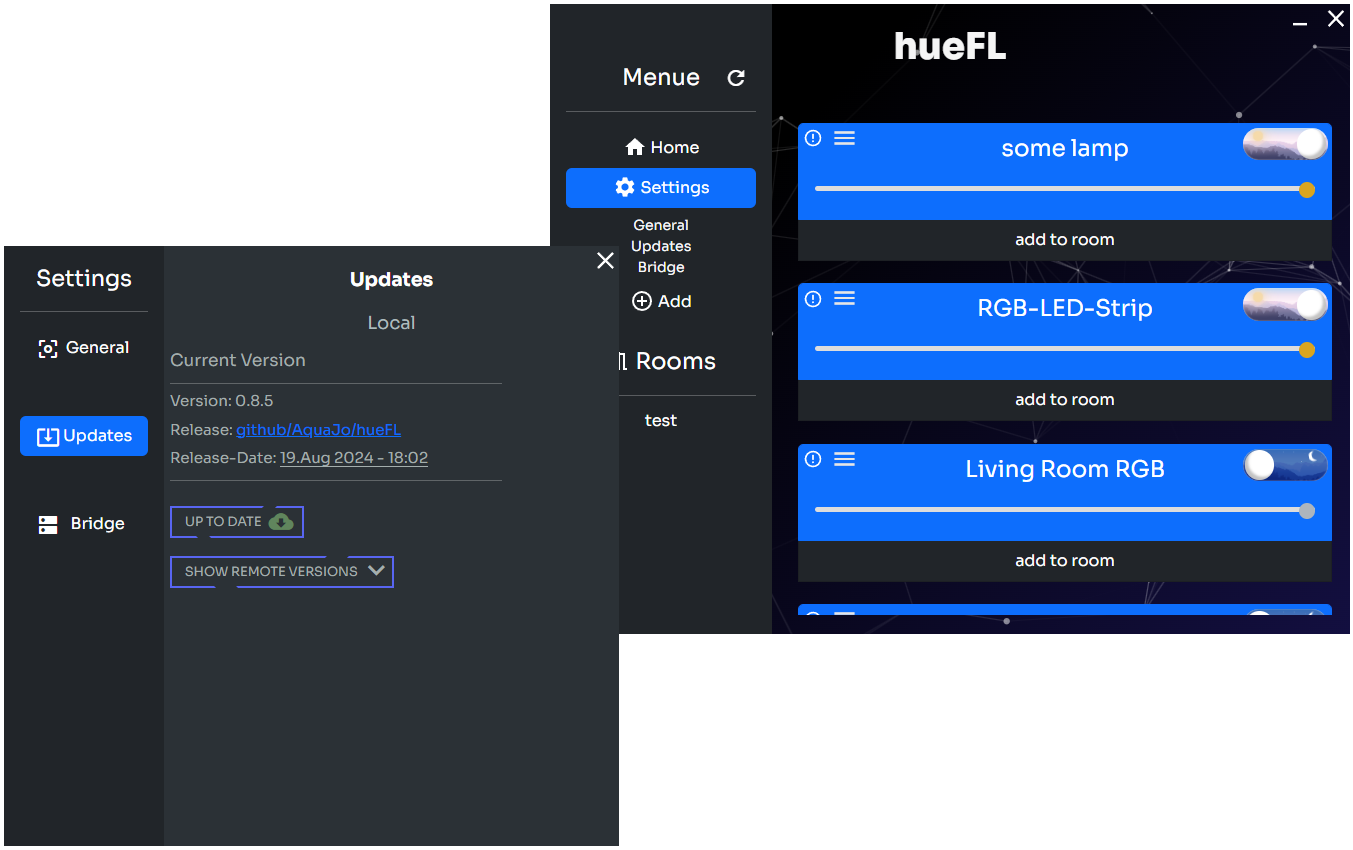 hueFL
Menue
Home
Settings
General
Updates
Bridge
Add
Rooms
test
some lamp
add to room
RGB-LED-Strip
add to room
Living Room RGB
add to room
Settings
General
Updates
Bridge
Updates
Local
Current Version
Version: 0.8.5
Release: github/AquaJo/hueFL
Release-Date: 19.Aug 2024 - 18:02
UP TO DATE
SHOW REMOTE VERSIONS